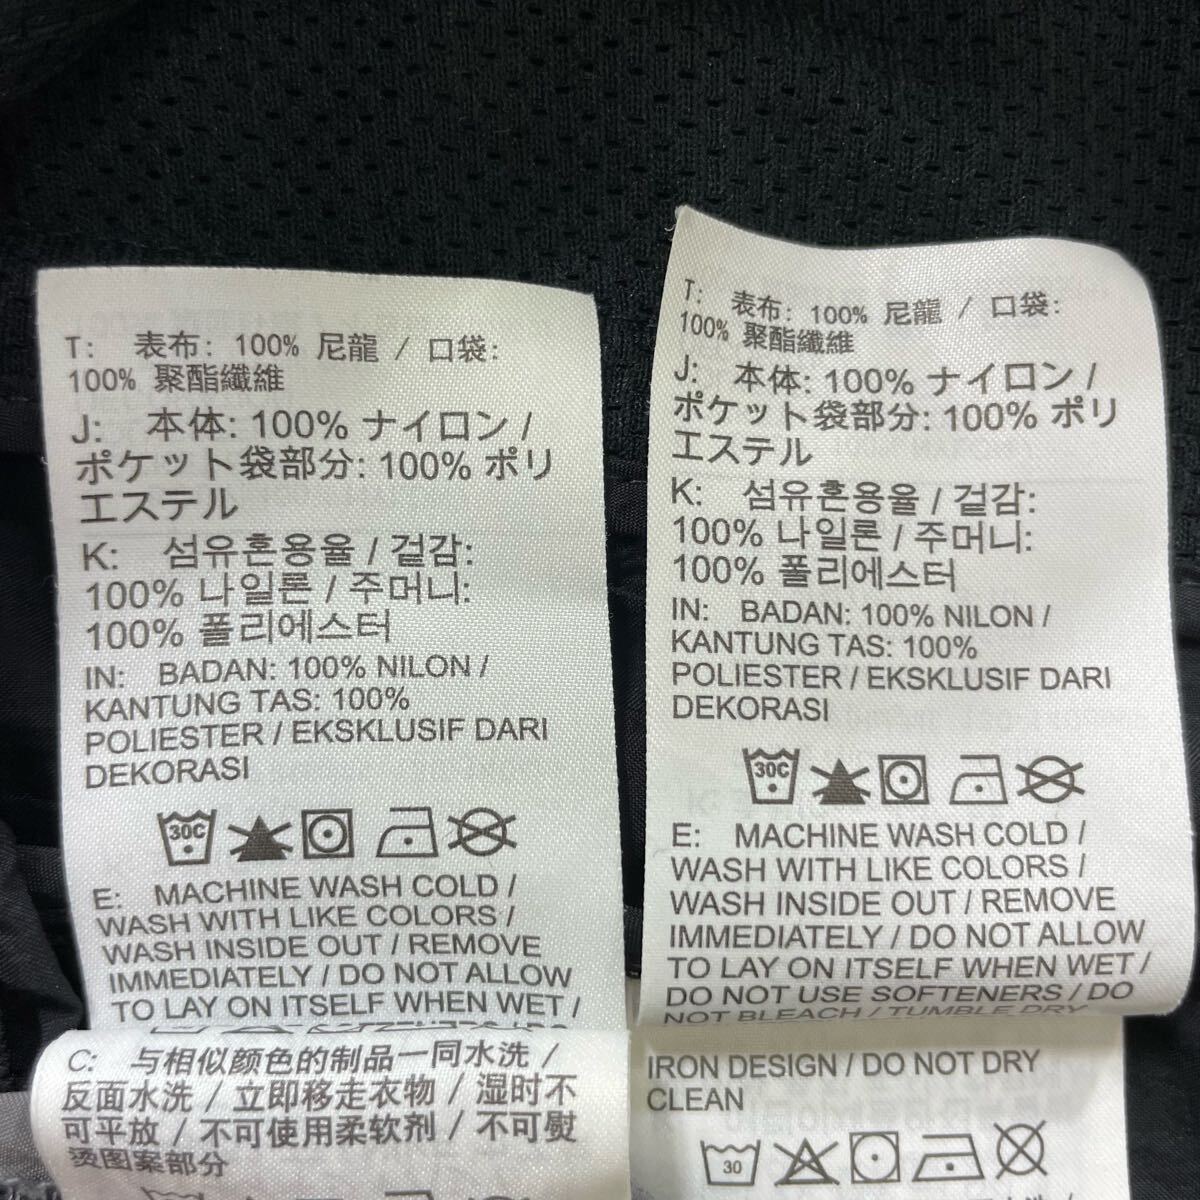 T: 表布: 100% 尼龍 / 口袋:
100% 聚酯纖維
J: 本体: 100% ナイロン /
ポケット袋部分: 100% ポリ
エステル
K: 섬유혼용율 / 겉감:
100% 나일론 / 주머니:
100% 폴리에스터
IN: BADAN: 100% NILON /
KANTUNG TAS: 100%
POLIESTER / EKSKLUSIF DARI
DEKORASI
30C
E: MACHINE WASH COLD /
WASH WITH LIKE COLORS /
WASH INSIDE OUT / REMOVE
IMMEDIATELY / DO NOT ALLOW
TO LAY ON ITSELF WHEN WET /
C: 与相似颜色的制品一同水洗 /
反面水洗 / 立即移走衣物 / 湿时不
可平放 / 不可使用柔软剂 / 不可熨
烫图案部分
T: 表布: 100% 尼龍 / 口袋:
100% 聚酯纖維
J: 本体: 100% ナイロン /
ポケット袋部分: 100% ポリ
エステル
K: 섬유혼용율 / 겉감:
100% 나일론 / 주머니:
100% 폴리에스터
IN: BADAN: 100% NILON /
KANTUNG TAS: 100%
POLIESTER / EKSKLUSIF DARI
DEKORASI
30C
E: MACHINE WASH COLD /
WASH WITH LIKE COLORS /
WASH INSIDE OUT / REMOVE
IMMEDIATELY / DO NOT ALLOW
TO LAY ON ITSELF WHEN WET /
DO NOT USE SOFTENERS / DO
NOT BLEACH / TUMBLE DRY
IRON DESIGN / DO NOT DRY
CLEAN
30